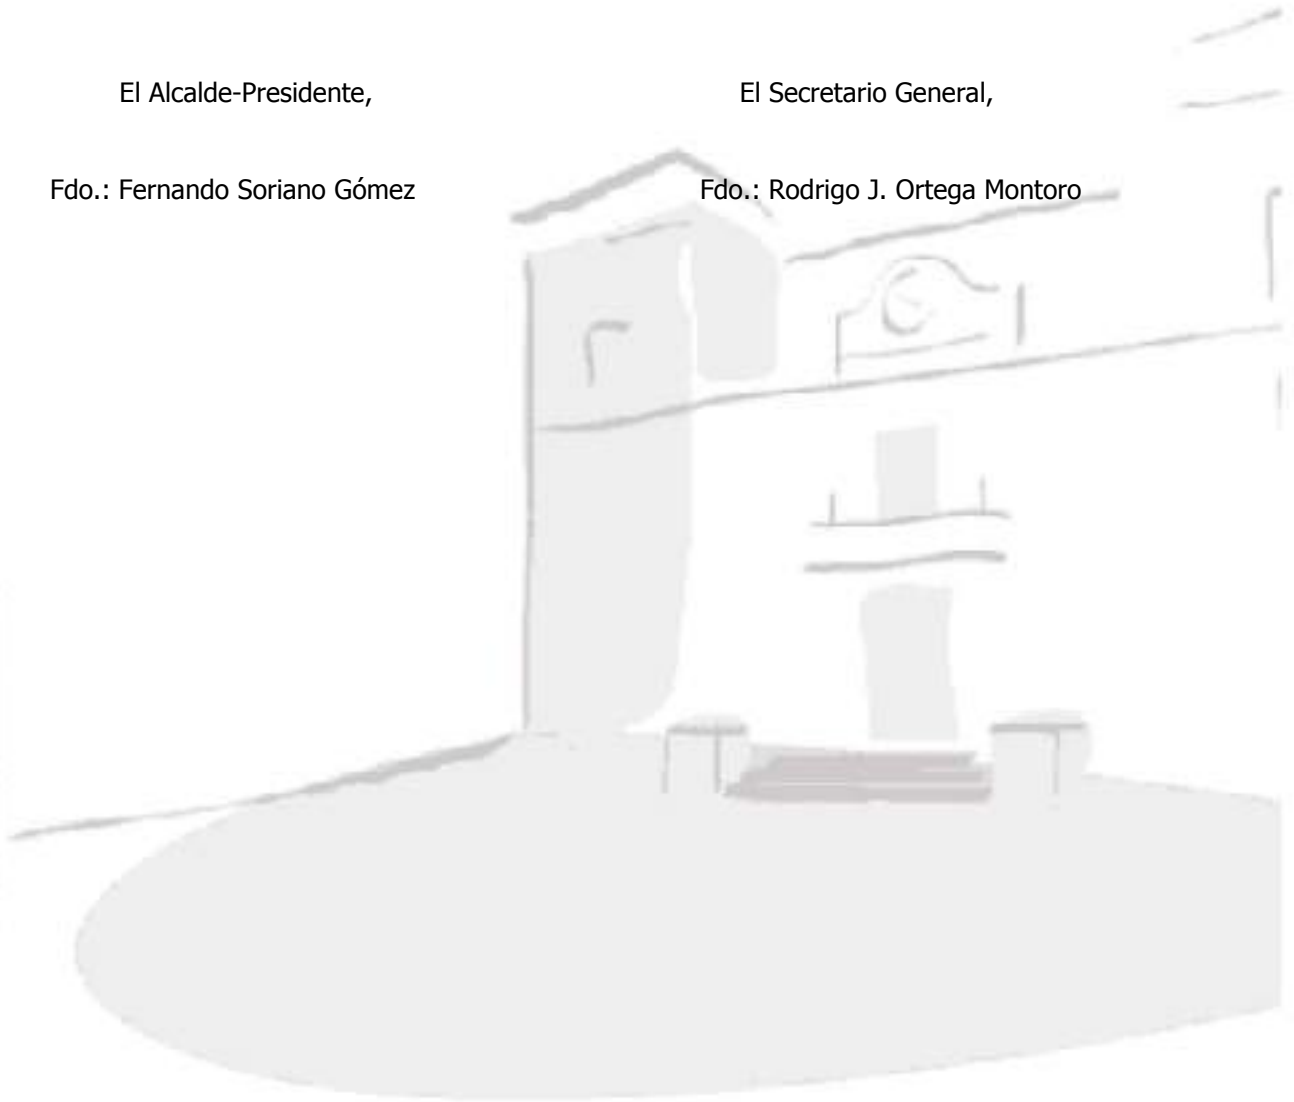 El Alcalde-Presidente,
El Secretario General,
Fdo.: Fernando Soriano Gómez
Fdo.: Rodrigo J. Ortega Montoro